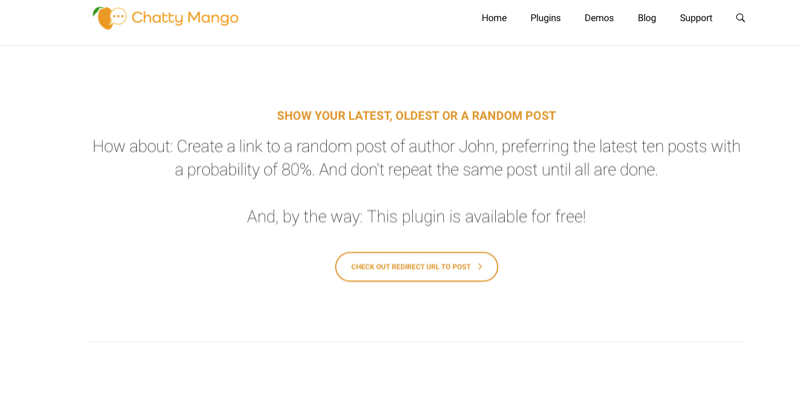 Chatty Mango
Home
Plugins
Demos
Blog
Support
SHOW YOUR LATEST, OLDEST OR A RANDOM POST
How about: Create a link to a random post of author John, preferring the latest ten posts with
a probability of 80%. And don't repeat the same post until all are done.
And, by the way: This plugin is available for free!
CHECK OUT REDIRECT URL TO POST